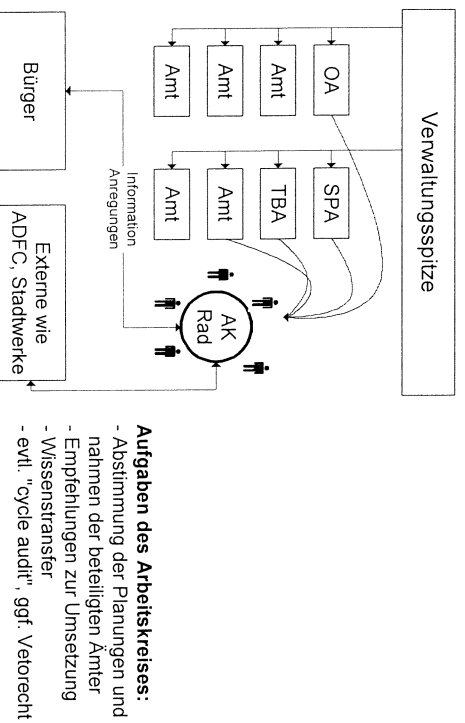 Verwaltungsspitze
OA
Amt
Amt
Amt
SPA
TBA
Amt
Amt
Information
Anregungen
AK
Rad
Bürger
Externe wie
ADFC, Stadtwerke
Aufgaben des Arbeitskreises:
- Abstimmung der Planungen und
nahmen der beteiligten Ämter
- Empfehlungen zur Umsetzung
- Wissenstransfer
- evtl. "cycle audit", ggf. Vetorecht